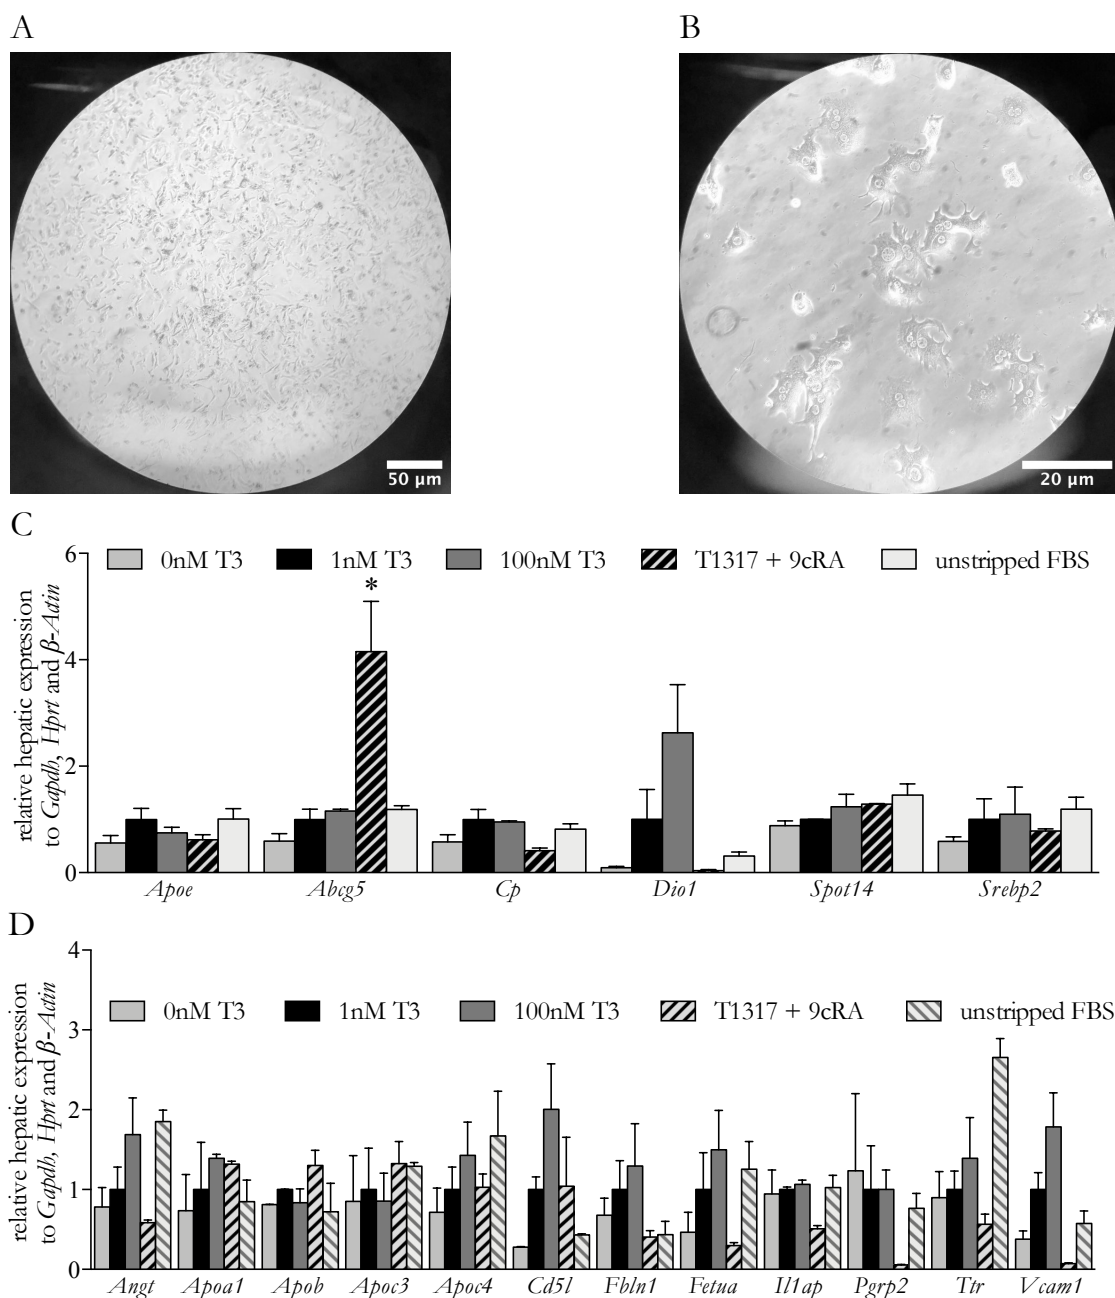 A
B
50 µm
20 µm
C
6
0nM T3
1nM T3
100nM T3
T1317 + 9cRA
unstripped FBS
*
relative hepatic expression
to Gapdh, Hprt and β-Actin
4
2
0
Apoe
Abcg5
Cp
Dio1
Spot14
Srebp2
D
4
0nM T3
1nM T3
100nM T3
T1317 + 9cRA
unstripped FBS
relative hepatic expression
to Gapdh, Hprt and β-Actin
3
2
1
0
Angt
Apoa1
Apob
Apoc3
Apoc4
Cd5l
Fbln1
Fetua
Il1ap
Pgrp2
Ttr
Vcam1